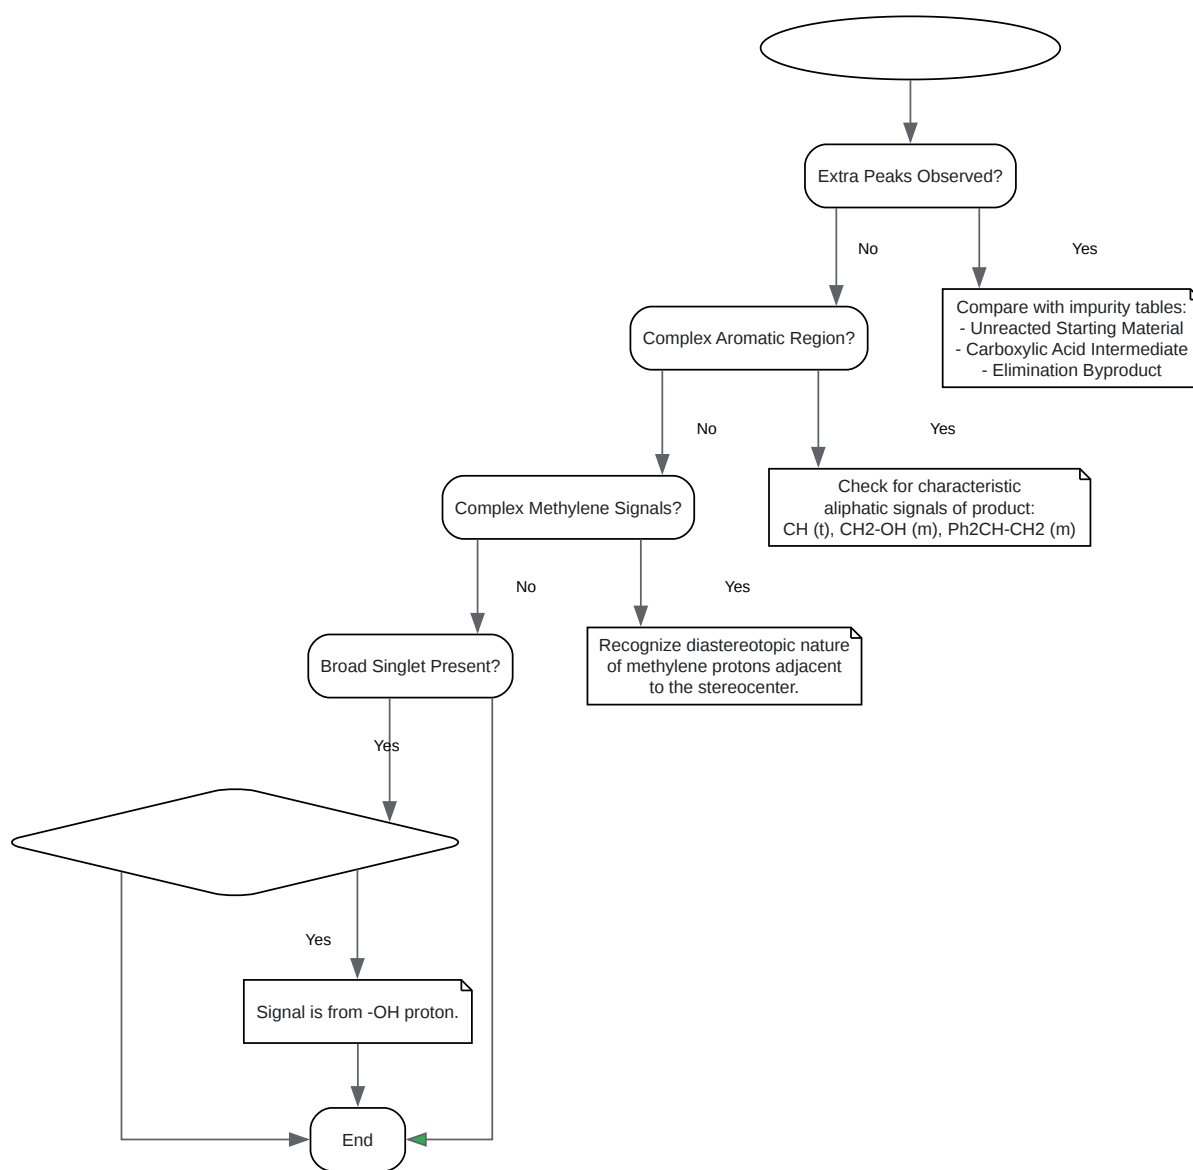 Extra Peaks Observed?
No
Yes
Compare with impurity tables:
- Unreacted Starting Material
- Carboxylic Acid Intermediate
- Elimination Byproduct
Complex Aromatic Region?
No
Yes
Check for characteristic
aliphatic signals of product:
CH (t), CH2-OH (m), Ph2CH-CH2 (m)
Complex Methylene Signals?
No
Yes
Recognize diastereotopic nature
of methylene protons adjacent
to the stereocenter.
Broad Singlet Present?
Yes
Yes
Signal is from -OH proton.
End